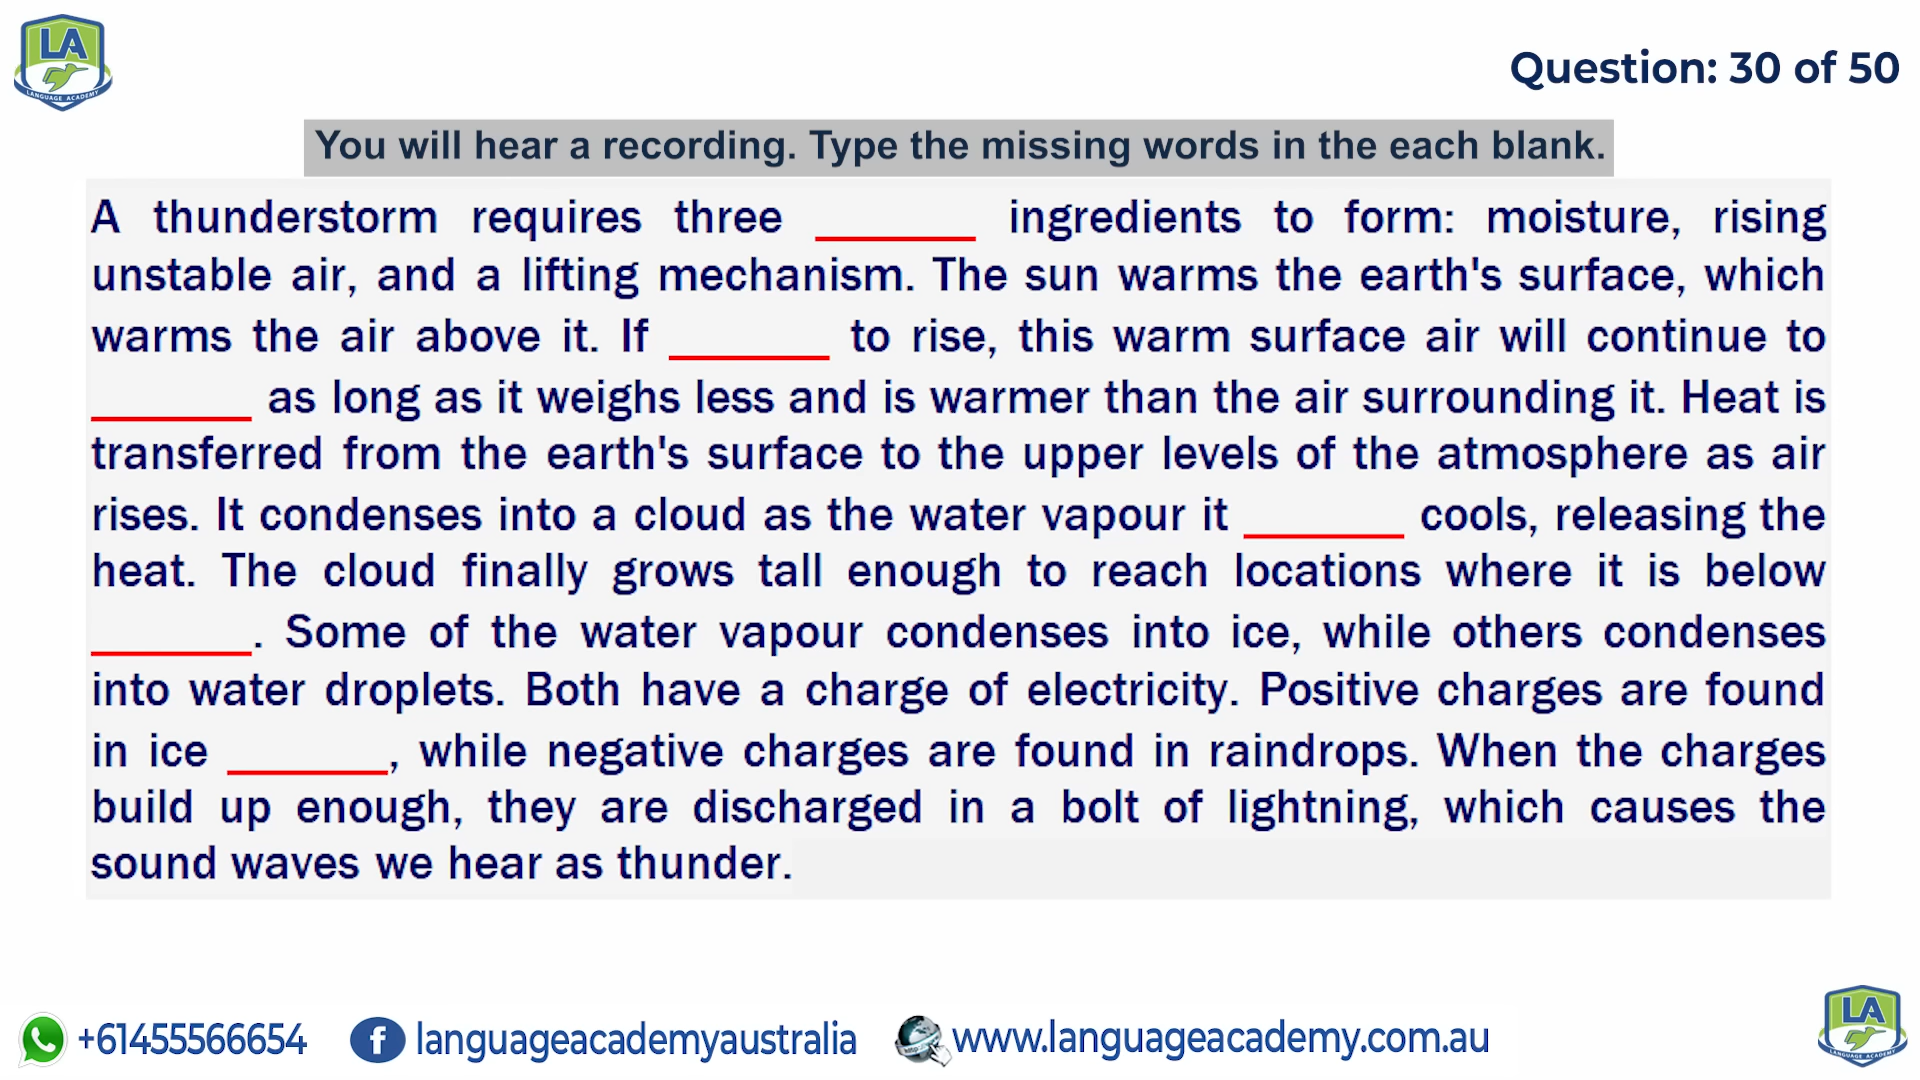 LA
LANGUAGE ACADEMY
Question: 30 of 50
You will hear a recording. Type the missing words in the each blank.
A thunderstorm requires three _______ ingredients to form: moisture, rising
unstable air, and a lifting mechanism. The sun warms the earth's surface, which
warms the air above it. If _______ to rise, this warm surface air will continue to
_______ as long as it weighs less and is warmer than the air surrounding it. Heat is
transferred from the earth's surface to the upper levels of the atmosphere as air
rises. It condenses into a cloud as the water vapour it _______ cools, releasing the
heat. The cloud finally grows tall enough to reach locations where it is below
_______. Some of the water vapour condenses into ice, while others condenses
into water droplets. Both have a charge of electricity. Positive charges are found
in ice _______, while negative charges are found in raindrops. When the charges
build up enough, they are discharged in a bolt of lightning, which causes the
sound waves we hear as thunder.
+61455566654 languageacademyaustralia www.languageacademy.com.au
LA
LANGUAGE ACADEMY